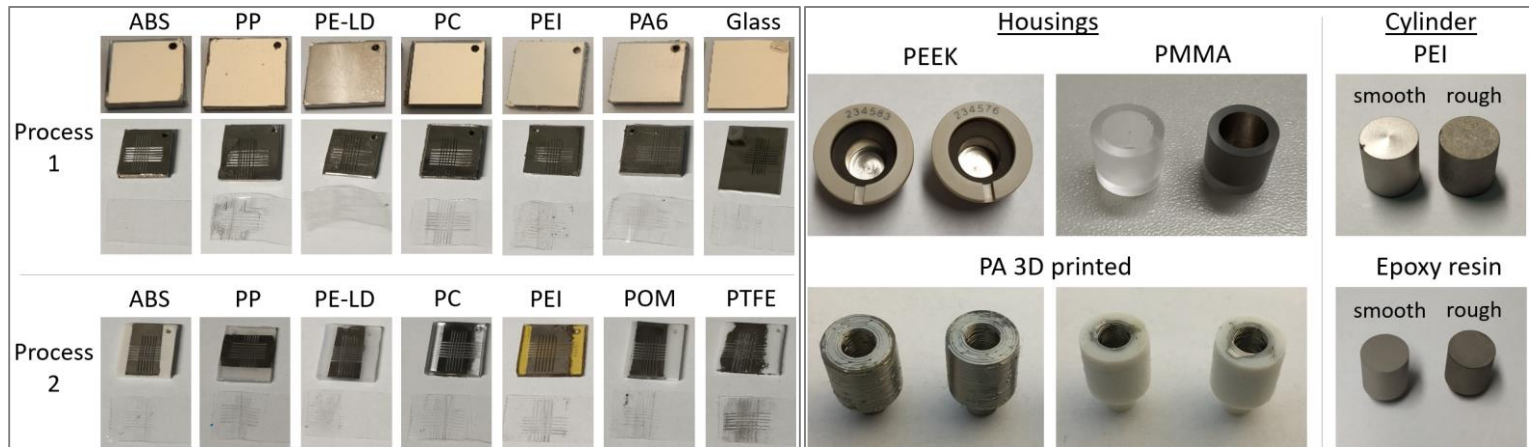 ABS PP PE-LD PC PEI PA6 Glass
Process
1
ABS PP PE-LD PC PEI POM PTFE
Process
2
Housings
PEEK PMMA
234583 234576
PA 3D printed
Cylinder
PEI
smooth rough
Epoxy resin
smooth rough